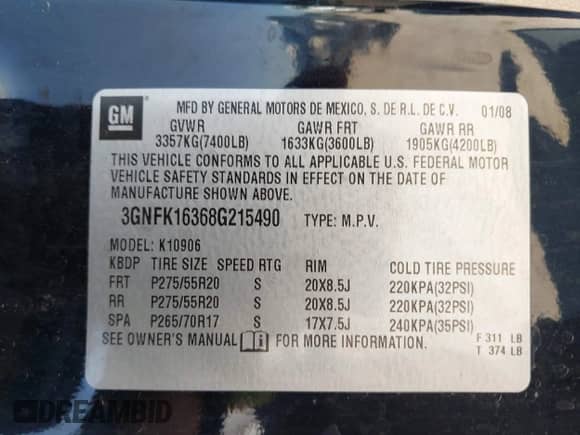 GM
MFD BY GENERAL MOTORS DE MEXICO, S. DE R.L. DE C.V. 01/08
GVWR GAWR FRT GAWR RR
3357KG(7400LB) 1633KG(3600LB) 1905KG(4200LB)
THIS VEHICLE CONFORMS TO ALL APPLICABLE U.S. FEDERAL MOTOR
VEHICLE SAFETY STANDARDS IN EFFECT ON THE DATE OF
MANUFACTURE SHOWN ABOVE.
3GNFK16368G215490 TYPE: M.P.V.
MODEL: K10906
KBDP TIRE SIZE SPEED RTG RIM COLD TIRE PRESSURE
FRT P275/55R20 S 20X8.5J 220KPA(32PSI)
RR P275/55R20 S 20X8.5J 220KPA(32PSI)
SPA P265/70R17 S 17X7.5J 240KPA(35PSI)
SEE OWNER'S MANUAL FOR MORE INFORMATION.
F 311 LB
T 374 LB
DREAMBID